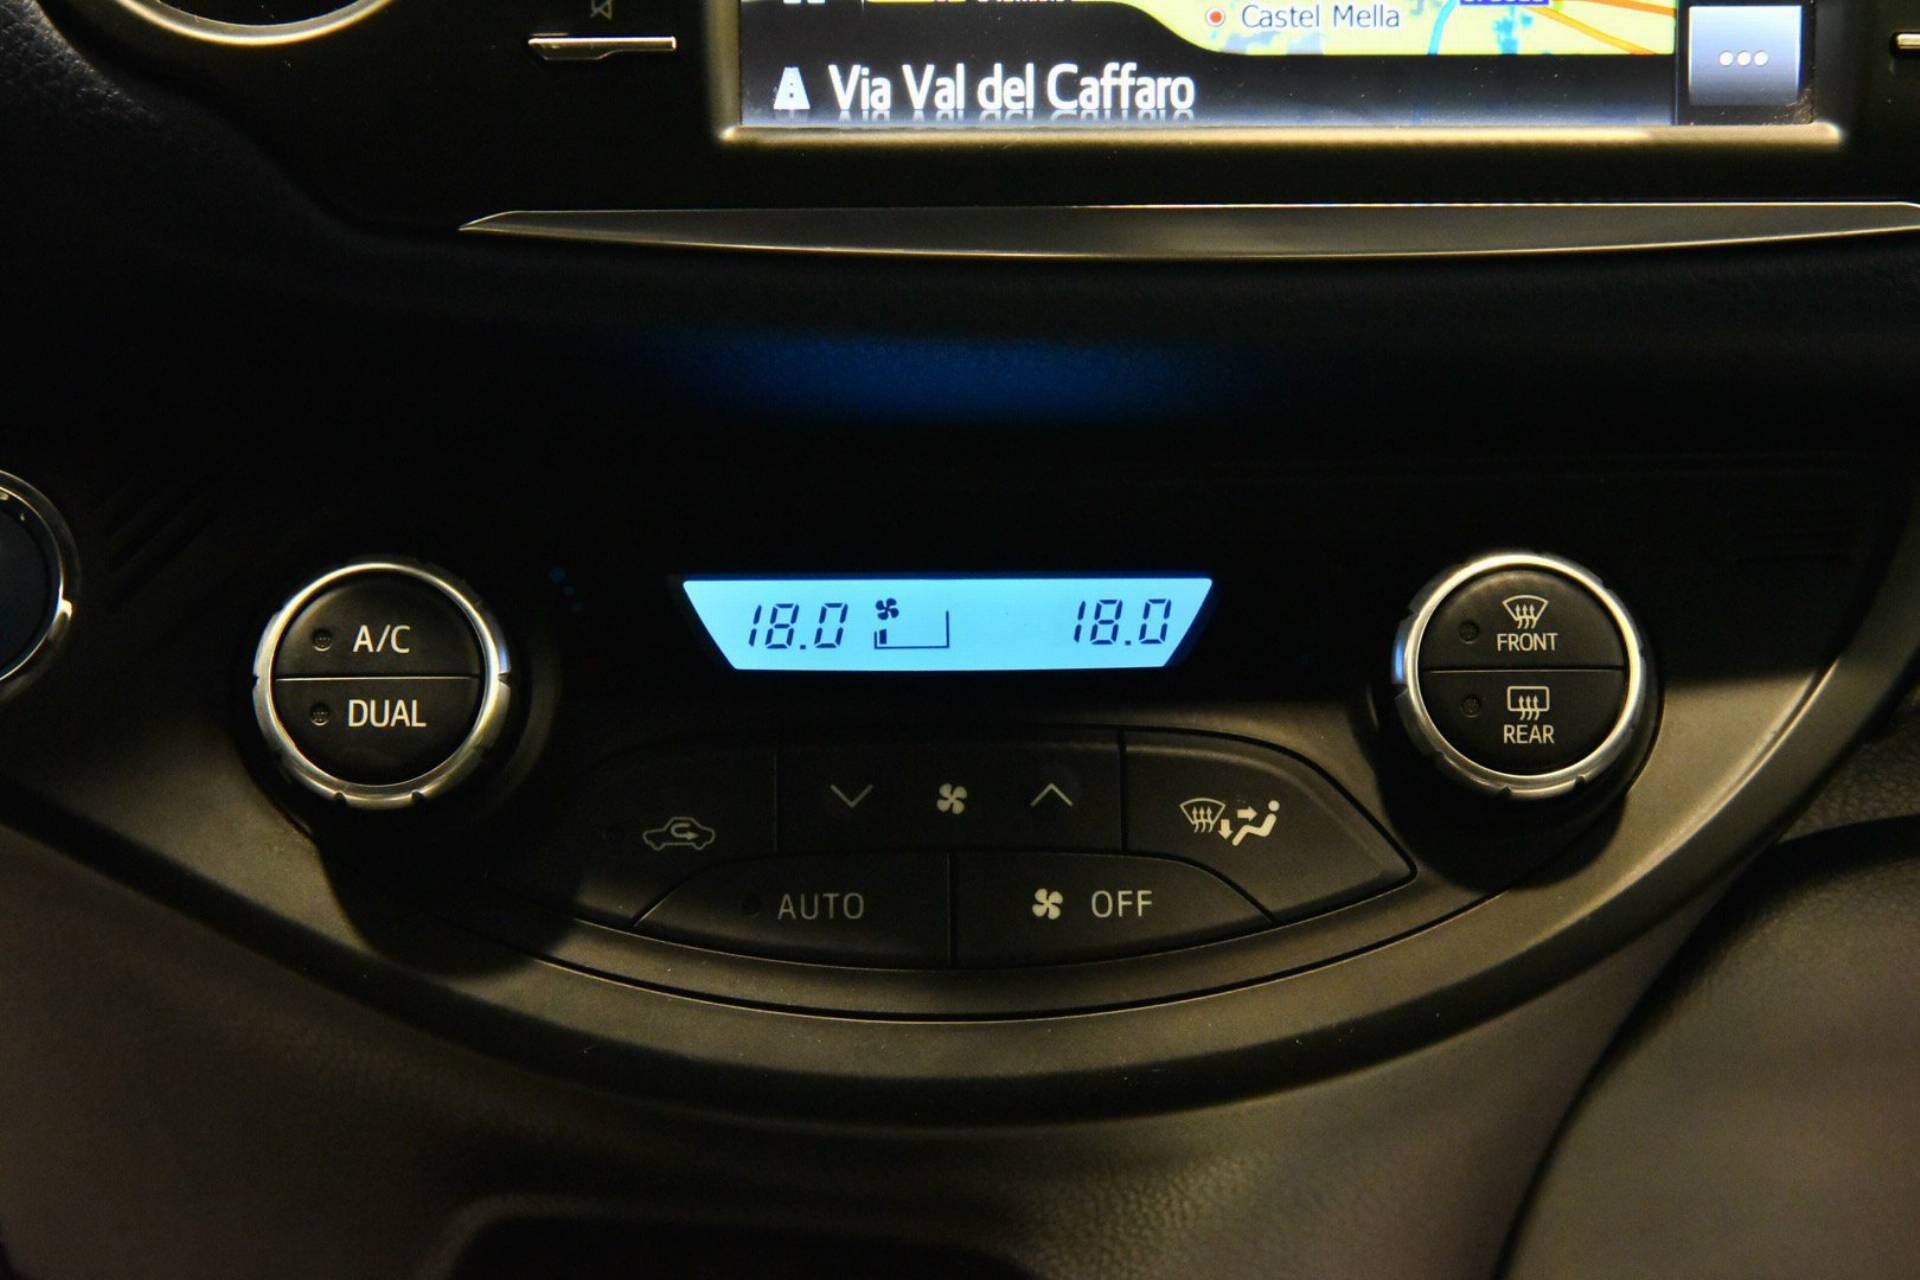 Castel Mella
Via Val del Caffaro
A/C
DUAL
18.0
18.0
FRONT
REAR
AUTO
OFF